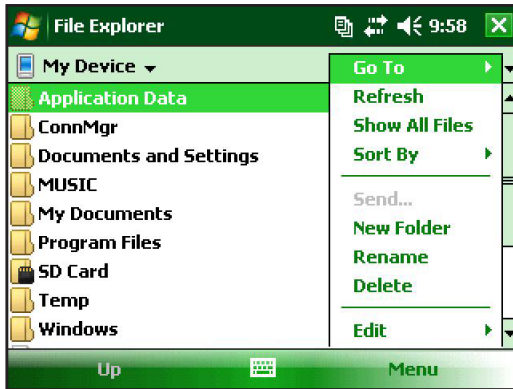 File Explorer 9:58
My Device
Application Data
ConnMgr
Documents and Settings
MUSIC
My Documents
Program Files
SD Card
Temp
Windows
Go To
Refresh
Show All Files
Sort By
Send...
New Folder
Rename
Delete
Edit
Up Menu